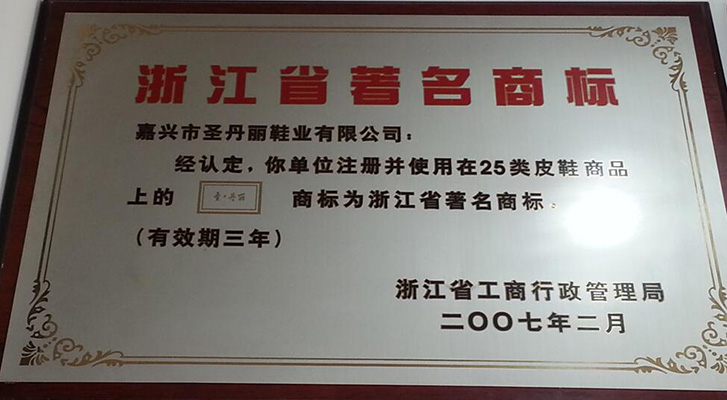 浙江省著名商标
嘉兴市圣丹丽鞋业有限公司：
经认定，你单位注册并使用在25类皮鞋商品
上的 圣·丹丽 商标为浙江省著名商标。
（有效期三年）
浙江省工商行政管理局
二〇〇七年二月